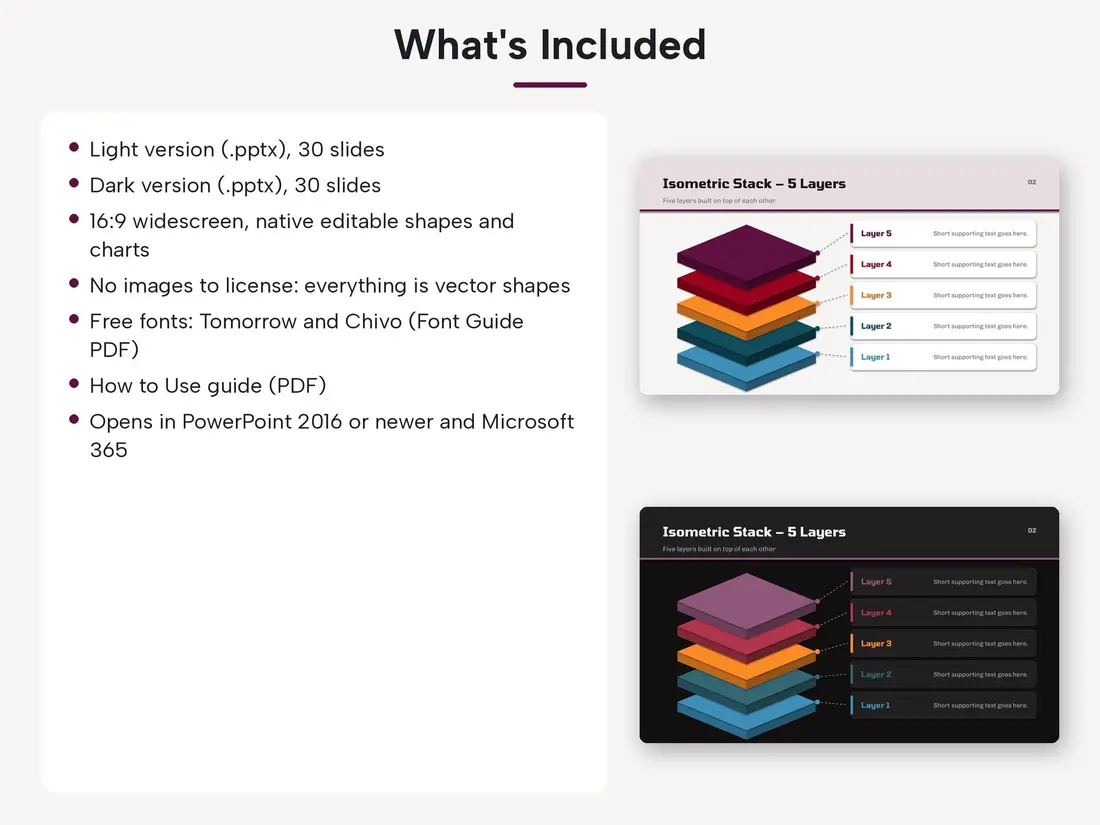 What's Included
Light version (.pptx), 30 slides
Dark version (.pptx), 30 slides
16:9 widescreen, native editable shapes and
charts
No images to license: everything is vector shapes
Free fonts: Tomorrow and Chivo (Font Guide
PDF)
How to Use guide (PDF)
Opens in PowerPoint 2016 or newer and Microsoft
365
Isometric Stack – 5 Layers
02
Five layers built on top of each other
Layer 5
Short supporting text goes here.
Layer 4
Short supporting text goes here.
Layer 3
Short supporting text goes here.
Layer 2
Short supporting text goes here.
Layer 1
Short supporting text goes here.
Isometric Stack – 5 Layers
02
Five layers built on top of each other
Layer 5
Short supporting text goes here.
Layer 4
Short supporting text goes here.
Layer 3
Short supporting text goes here.
Layer 2
Short supporting text goes here.
Layer 1
Short supporting text goes here.